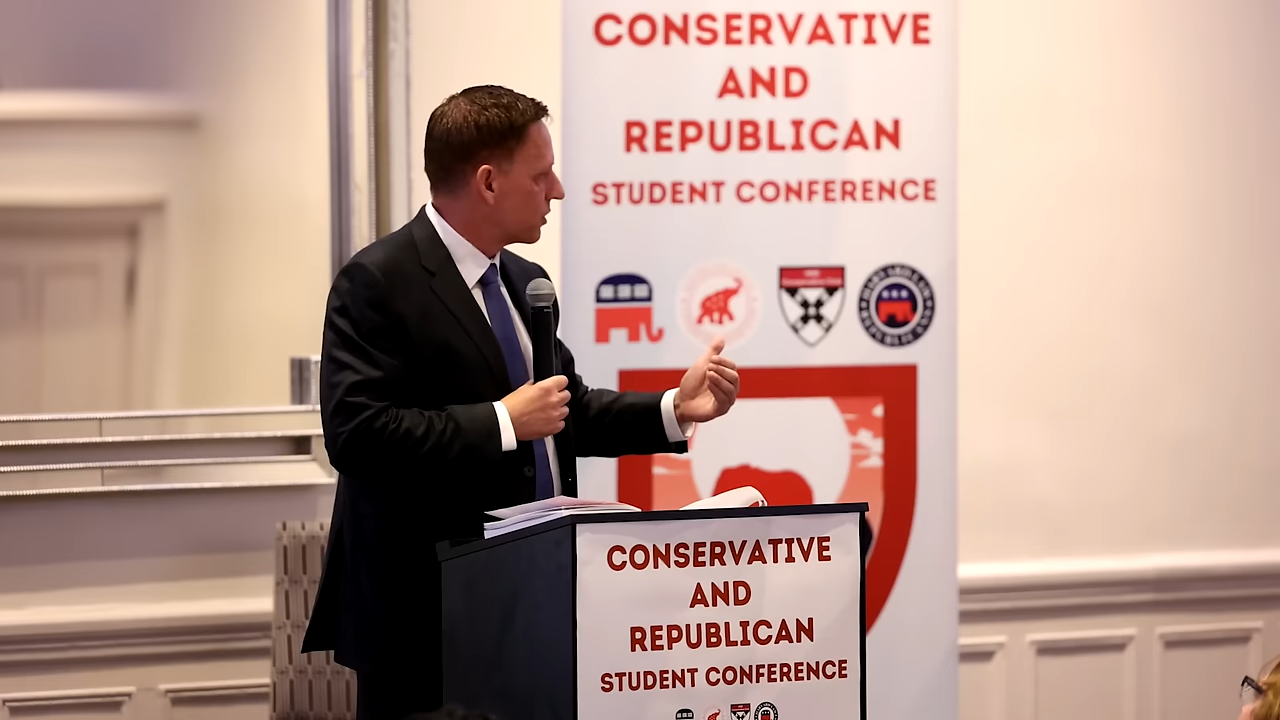 CONSERVATIVE
AND
REPUBLICAN
STUDENT CONFERENCE
CONSERVATIVE
AND
REPUBLICAN
STUDENT CONFERENCE